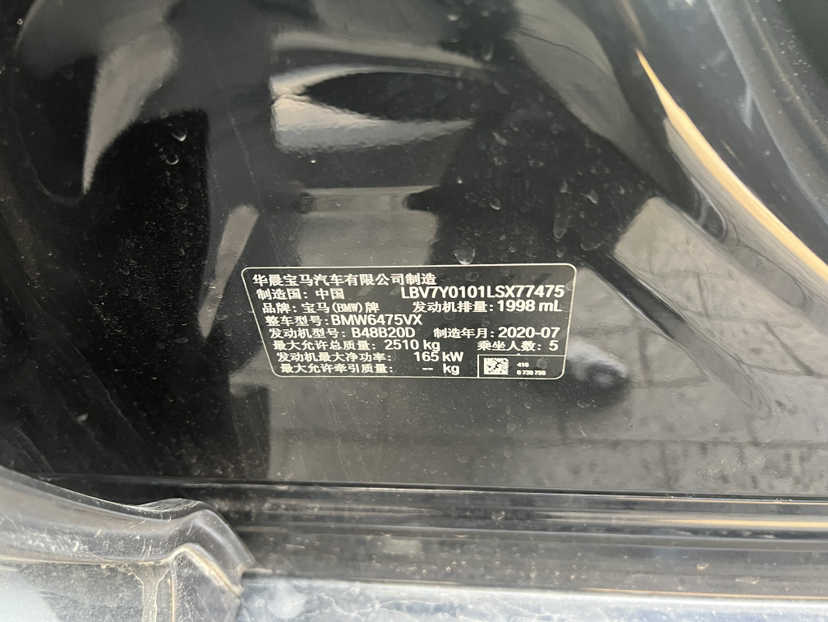 华晨宝马汽车有限公司制造
制造国: 中国 LBV7Y0101LSX77475
品牌: 宝马(BMW)牌 发动机排量: 1998 mL
整车型号: BMW6475VX
发动机型号: B48B20D 制造年月: 2020-07
最大允许总质量: 2510 kg 乘坐人数: 5
发动机最大净功率: 165 kW
最大允许牵引质量: -- kg
416